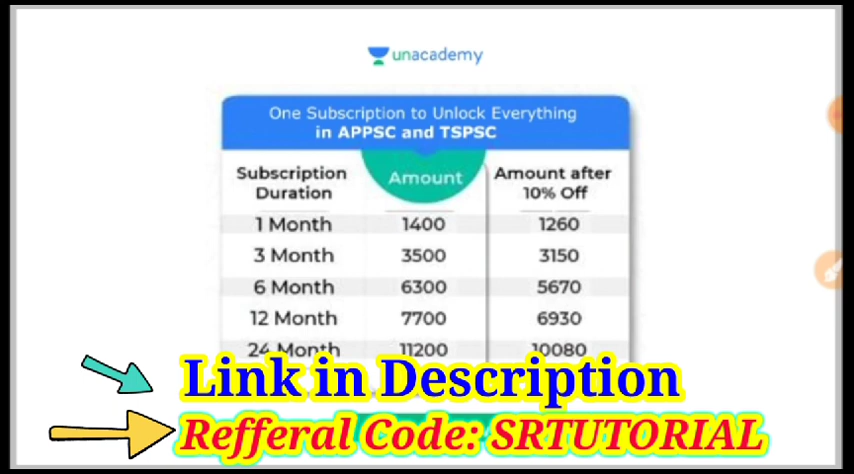 unacademy
One Subscription to Unlock Everything
in APPSC and TSPSC
Subscription Duration Amount Amount after 10% Off
1 Month 1400 1260
3 Month 3500 3150
6 Month 6300 5670
12 Month 7700 6930
24 Month 11200 10080
Link in Description
Refferal Code: SRTUTORIAL